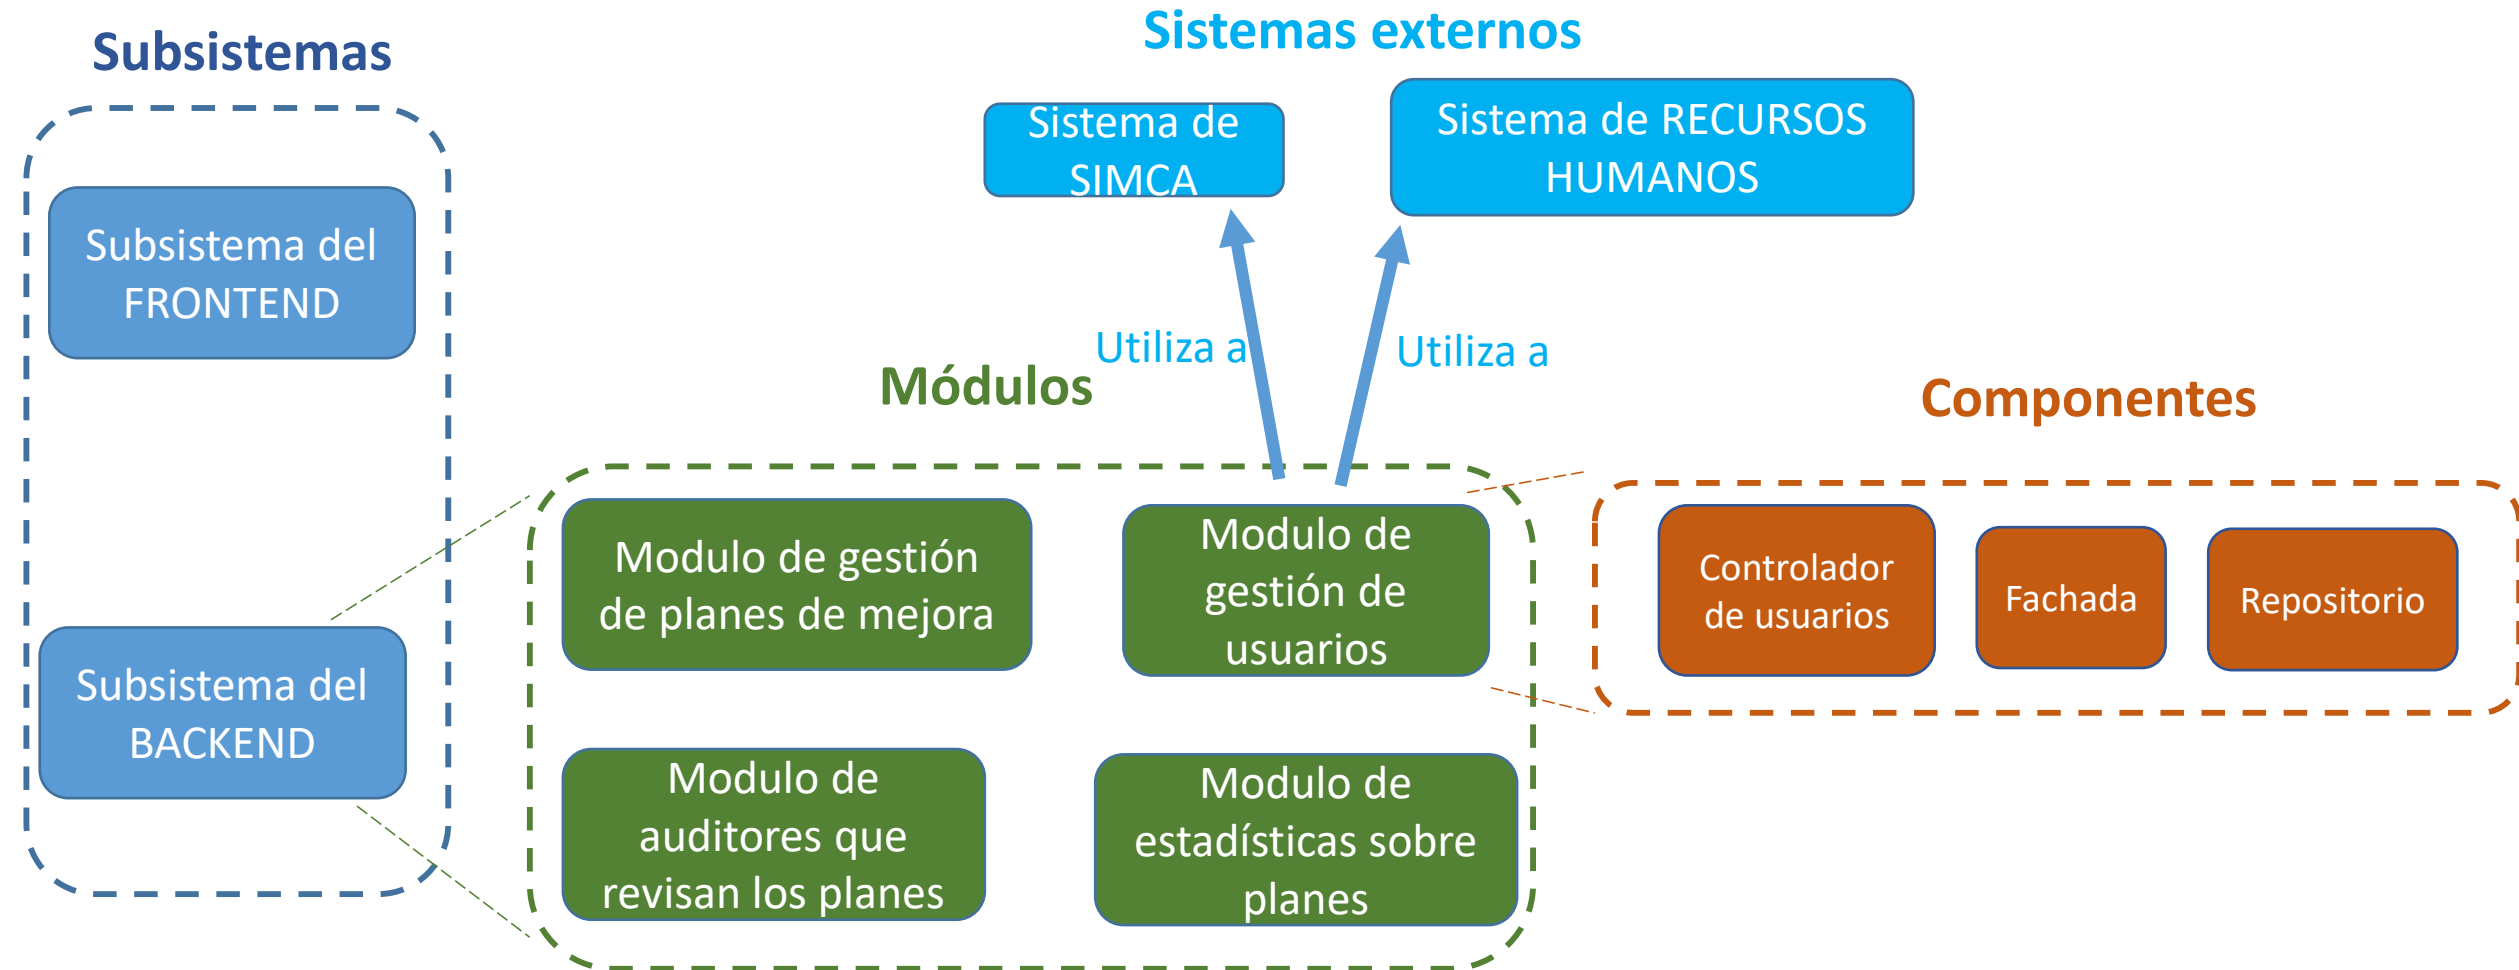 Subsistemas
Subsistema del
FRONTEND
Subsistema del
BACKEND
Sistemas externos
Sistema de
SIMCA
Sistema de RECURSOS
HUMANOS
Utiliza a
Utiliza a
Módulos
Modulo de gestión
de planes de mejora
Modulo de
gestión de
usuarios
Modulo de
auditores que
revisan los planes
Modulo de
estadísticas sobre
planes
Componentes
Controlador
de usuarios
Fachada
Repositorio